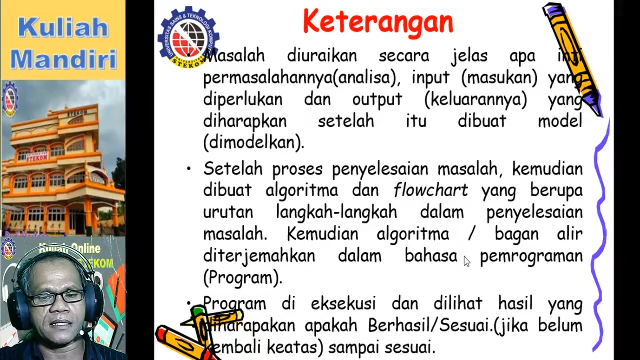 Kuliah
Mandiri
Keterangan
Masalah diuraikan secara jelas apa inti
permasalahannya(analisa), input (masukan) yang
diperlukan dan output (keluarannya) yang
diharapkan setelah itu dibuat model
(dimodelkan).
• Setelah proses penyelesaian masalah, kemudian
dibuat algoritma dan flowchart yang berupa
urutan langkah-langkah dalam penyelesaian
masalah. Kemudian algoritma / bagan alir
diterjemahkan dalam bahasa pemrograman
(Program).
• Program di eksekusi dan dilihat hasil yang
diharapakan apakah Berhasil/Sesuai.(jika belum
kembali keatas) sampai sesuai.
STEKOM
STEKOM
Kuliah Online